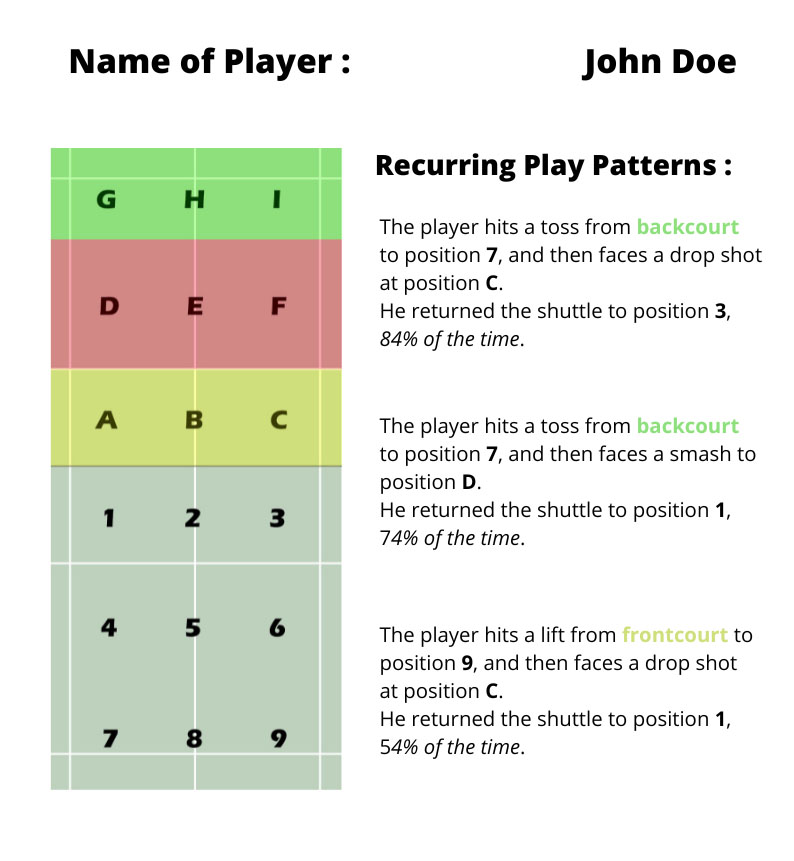 Name of Player : John Doe
Recurring Play Patterns :
G H I
D E F
A B C
1 2 3
4 5 6
7 8 9
The player hits a toss from backcourt
to position 7, and then faces a drop shot
at position C.
He returned the shuttle to position 3,
84% of the time.
The player hits a toss from backcourt
to position 7, and then faces a smash to
position D.
He returned the shuttle to position 1,
74% of the time.
The player hits a lift from frontcourt to
position 9, and then faces a drop shot
at position C.
He returned the shuttle to position 1,
54% of the time.